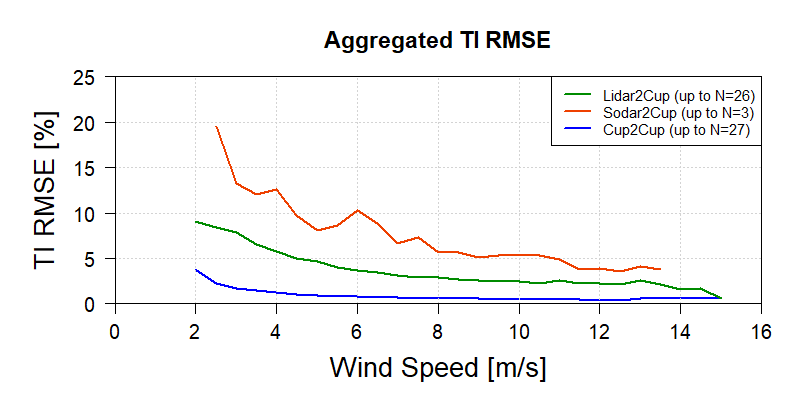 Aggregated TI RMSE
25
20
15
10
5
0
TI RMSE [%]
Lidar2Cup (up to N=26)
Sodar2Cup (up to N=3)
Cup2Cup (up to N=27)
0 2 4 6 8 10 12 14 16
Wind Speed [m/s]